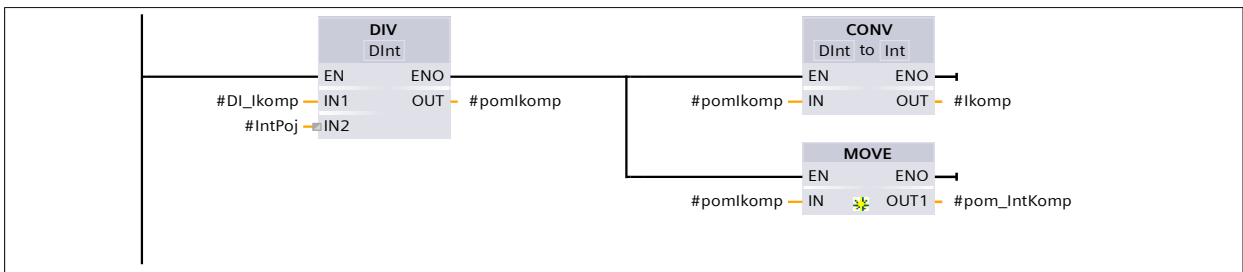 DIV CONV
DInt DInt to Int
EN ENO EN ENO
#DI_Ikomp IN1 OUT #pomIkomp #pomIkomp IN OUT #Ikomp
#IntPoj IN2
MOVE
EN ENO
#pomIkomp IN OUT1 #pom_IntKomp